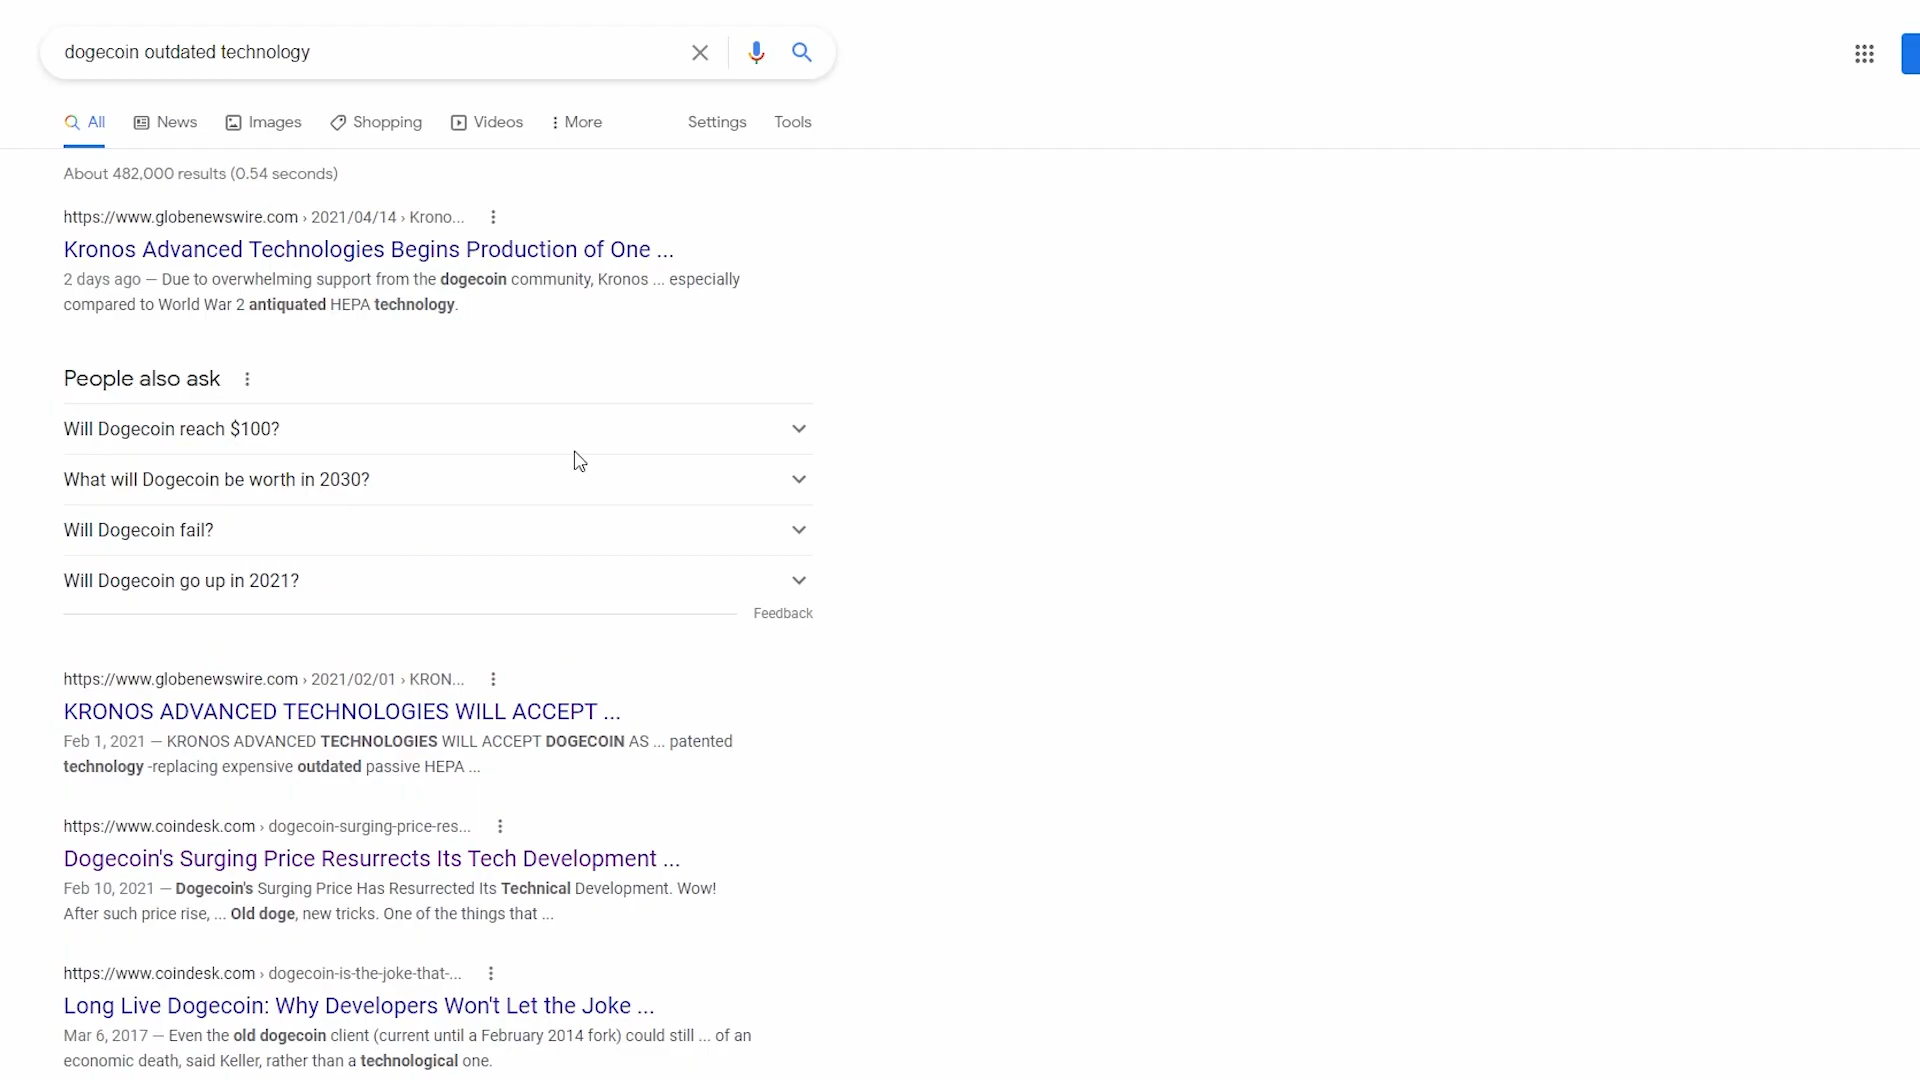 dogecoin outdated technology
All News Images Shopping Videos More Settings Tools
About 482,000 results (0.54 seconds)
https://www.globenewswire.com › 2021/04/14 › Krono...
Kronos Advanced Technologies Begins Production of One ...
2 days ago — Due to overwhelming support from the dogecoin community, Kronos ... especially
compared to World War 2 antiquated HEPA technology.
People also ask
Will Dogecoin reach $100?
What will Dogecoin be worth in 2030?
Will Dogecoin fail?
Will Dogecoin go up in 2021?
Feedback
https://www.globenewswire.com › 2021/02/01 › KRON...
KRONOS ADVANCED TECHNOLOGIES WILL ACCEPT ...
Feb 1, 2021 — KRONOS ADVANCED TECHNOLOGIES WILL ACCEPT DOGECOIN AS ... patented
technology -replacing expensive outdated passive HEPA ...
https://www.coindesk.com › dogecoin-surging-price-res...
Dogecoin's Surging Price Resurrects Its Tech Development ...
Feb 10, 2021 — Dogecoin's Surging Price Has Resurrected Its Technical Development. Wow!
After such price rise, ... Old doge, new tricks. One of the things that ...
https://www.coindesk.com › dogecoin-is-the-joke-that-...
Long Live Dogecoin: Why Developers Won't Let the Joke ...
Mar 6, 2017 — Even the old dogecoin client (current until a February 2014 fork) could still ... of an
economic death, said Keller, rather than a technological one.